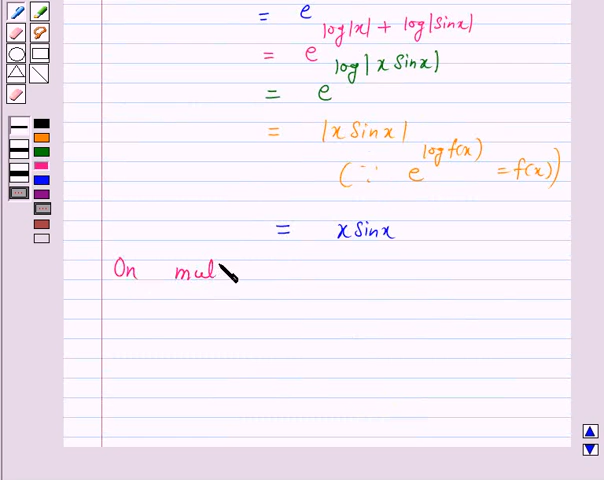 = e
log|x| + log|sinx|
= e
log|x sinx|
= e
= |x sinx|
(∵ e^{log f(x)} = f(x))
= x sinx
On mul